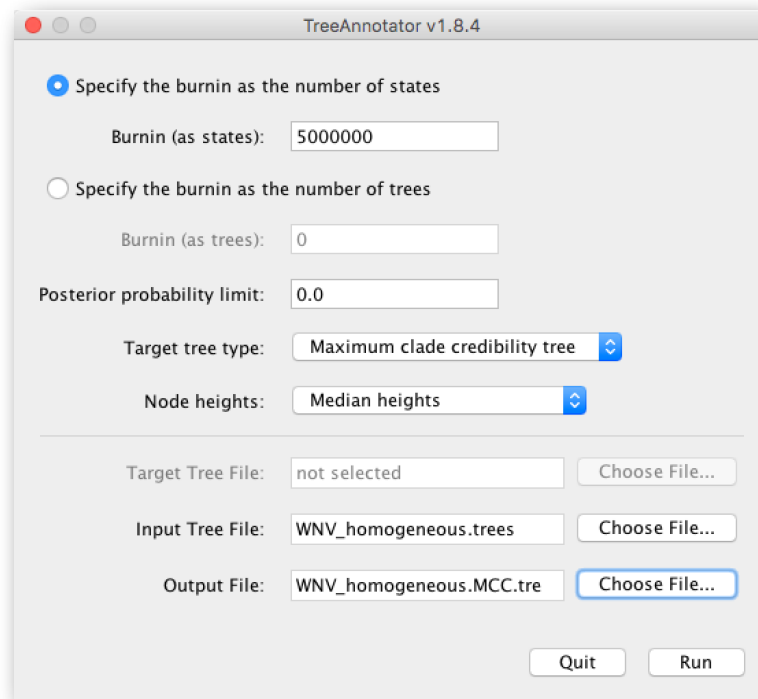 TreeAnnotator v1.8.4
Specify the burnin as the number of states
Burnin (as states): 5000000
Specify the burnin as the number of trees
Burnin (as trees): 0
Posterior probability limit: 0.0
Target tree type: Maximum clade credibility tree
Node heights: Median heights
Target Tree File: not selected Choose File...
Input Tree File: WNV_homogeneous.trees Choose File...
Output File: WNV_homogeneous.MCC.tre Choose File...
Quit Run